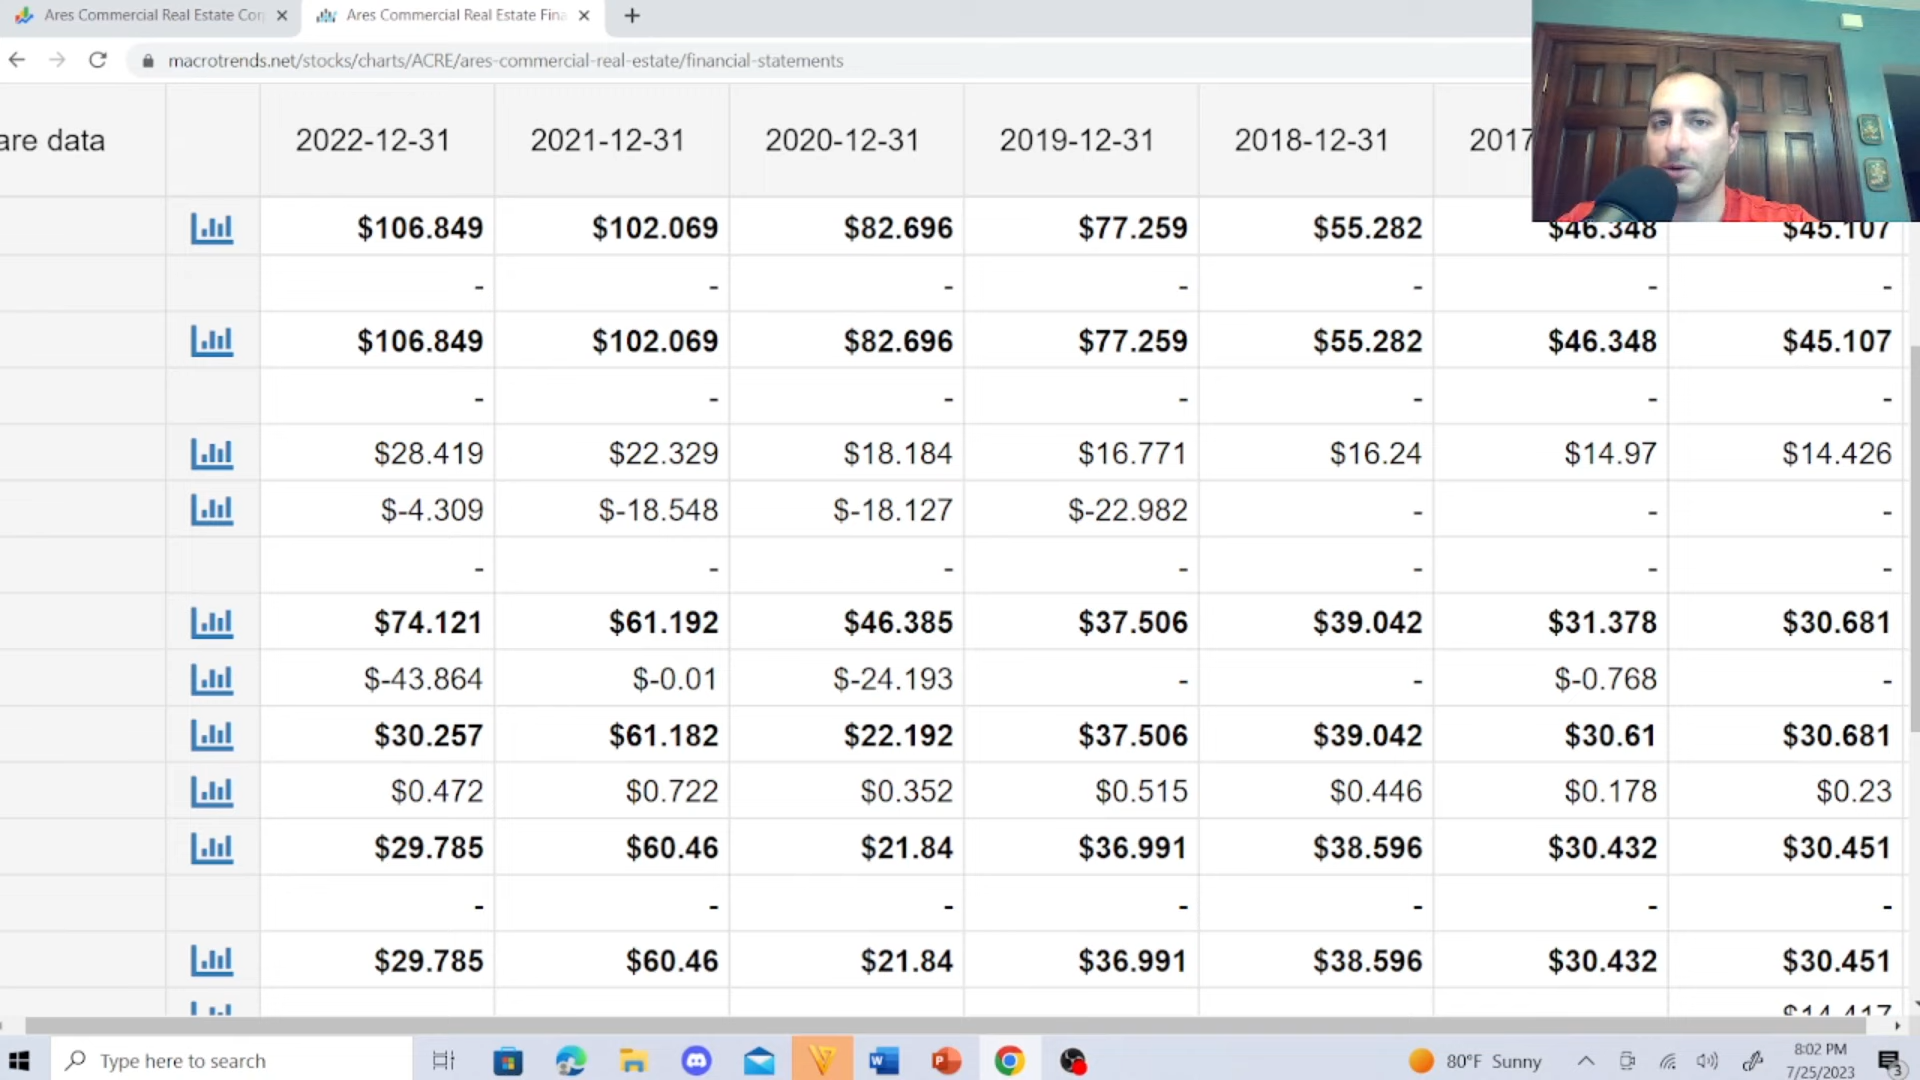 Ares Commercial Real Estate Cor
Ares Commercial Real Estate Fina
macrotrends.net/stocks/charts/ACRE/ares-commercial-real-estate/financial-statements
are data 2022-12-31 2021-12-31 2020-12-31 2019-12-31 2018-12-31 2017
$106.849 $102.069 $82.696 $77.259 $55.282 $46.348 $45.107
- - - - - - -
$106.849 $102.069 $82.696 $77.259 $55.282 $46.348 $45.107
- - - - - - -
$28.419 $22.329 $18.184 $16.771 $16.24 $14.97 $14.426
$-4.309 $-18.548 $-18.127 $-22.982 - - -
- - - - - - -
$74.121 $61.192 $46.385 $37.506 $39.042 $31.378 $30.681
$-43.864 $-0.01 $-24.193 - - $-0.768 -
$30.257 $61.182 $22.192 $37.506 $39.042 $30.61 $30.681
$0.472 $0.722 $0.352 $0.515 $0.446 $0.178 $0.23
$29.785 $60.46 $21.84 $36.991 $38.596 $30.432 $30.451
- - - - - - -
$29.785 $60.46 $21.84 $36.991 $38.596 $30.432 $30.451
$14.417
Type here to search
80°F Sunny
8:02 PM
7/25/2023
3